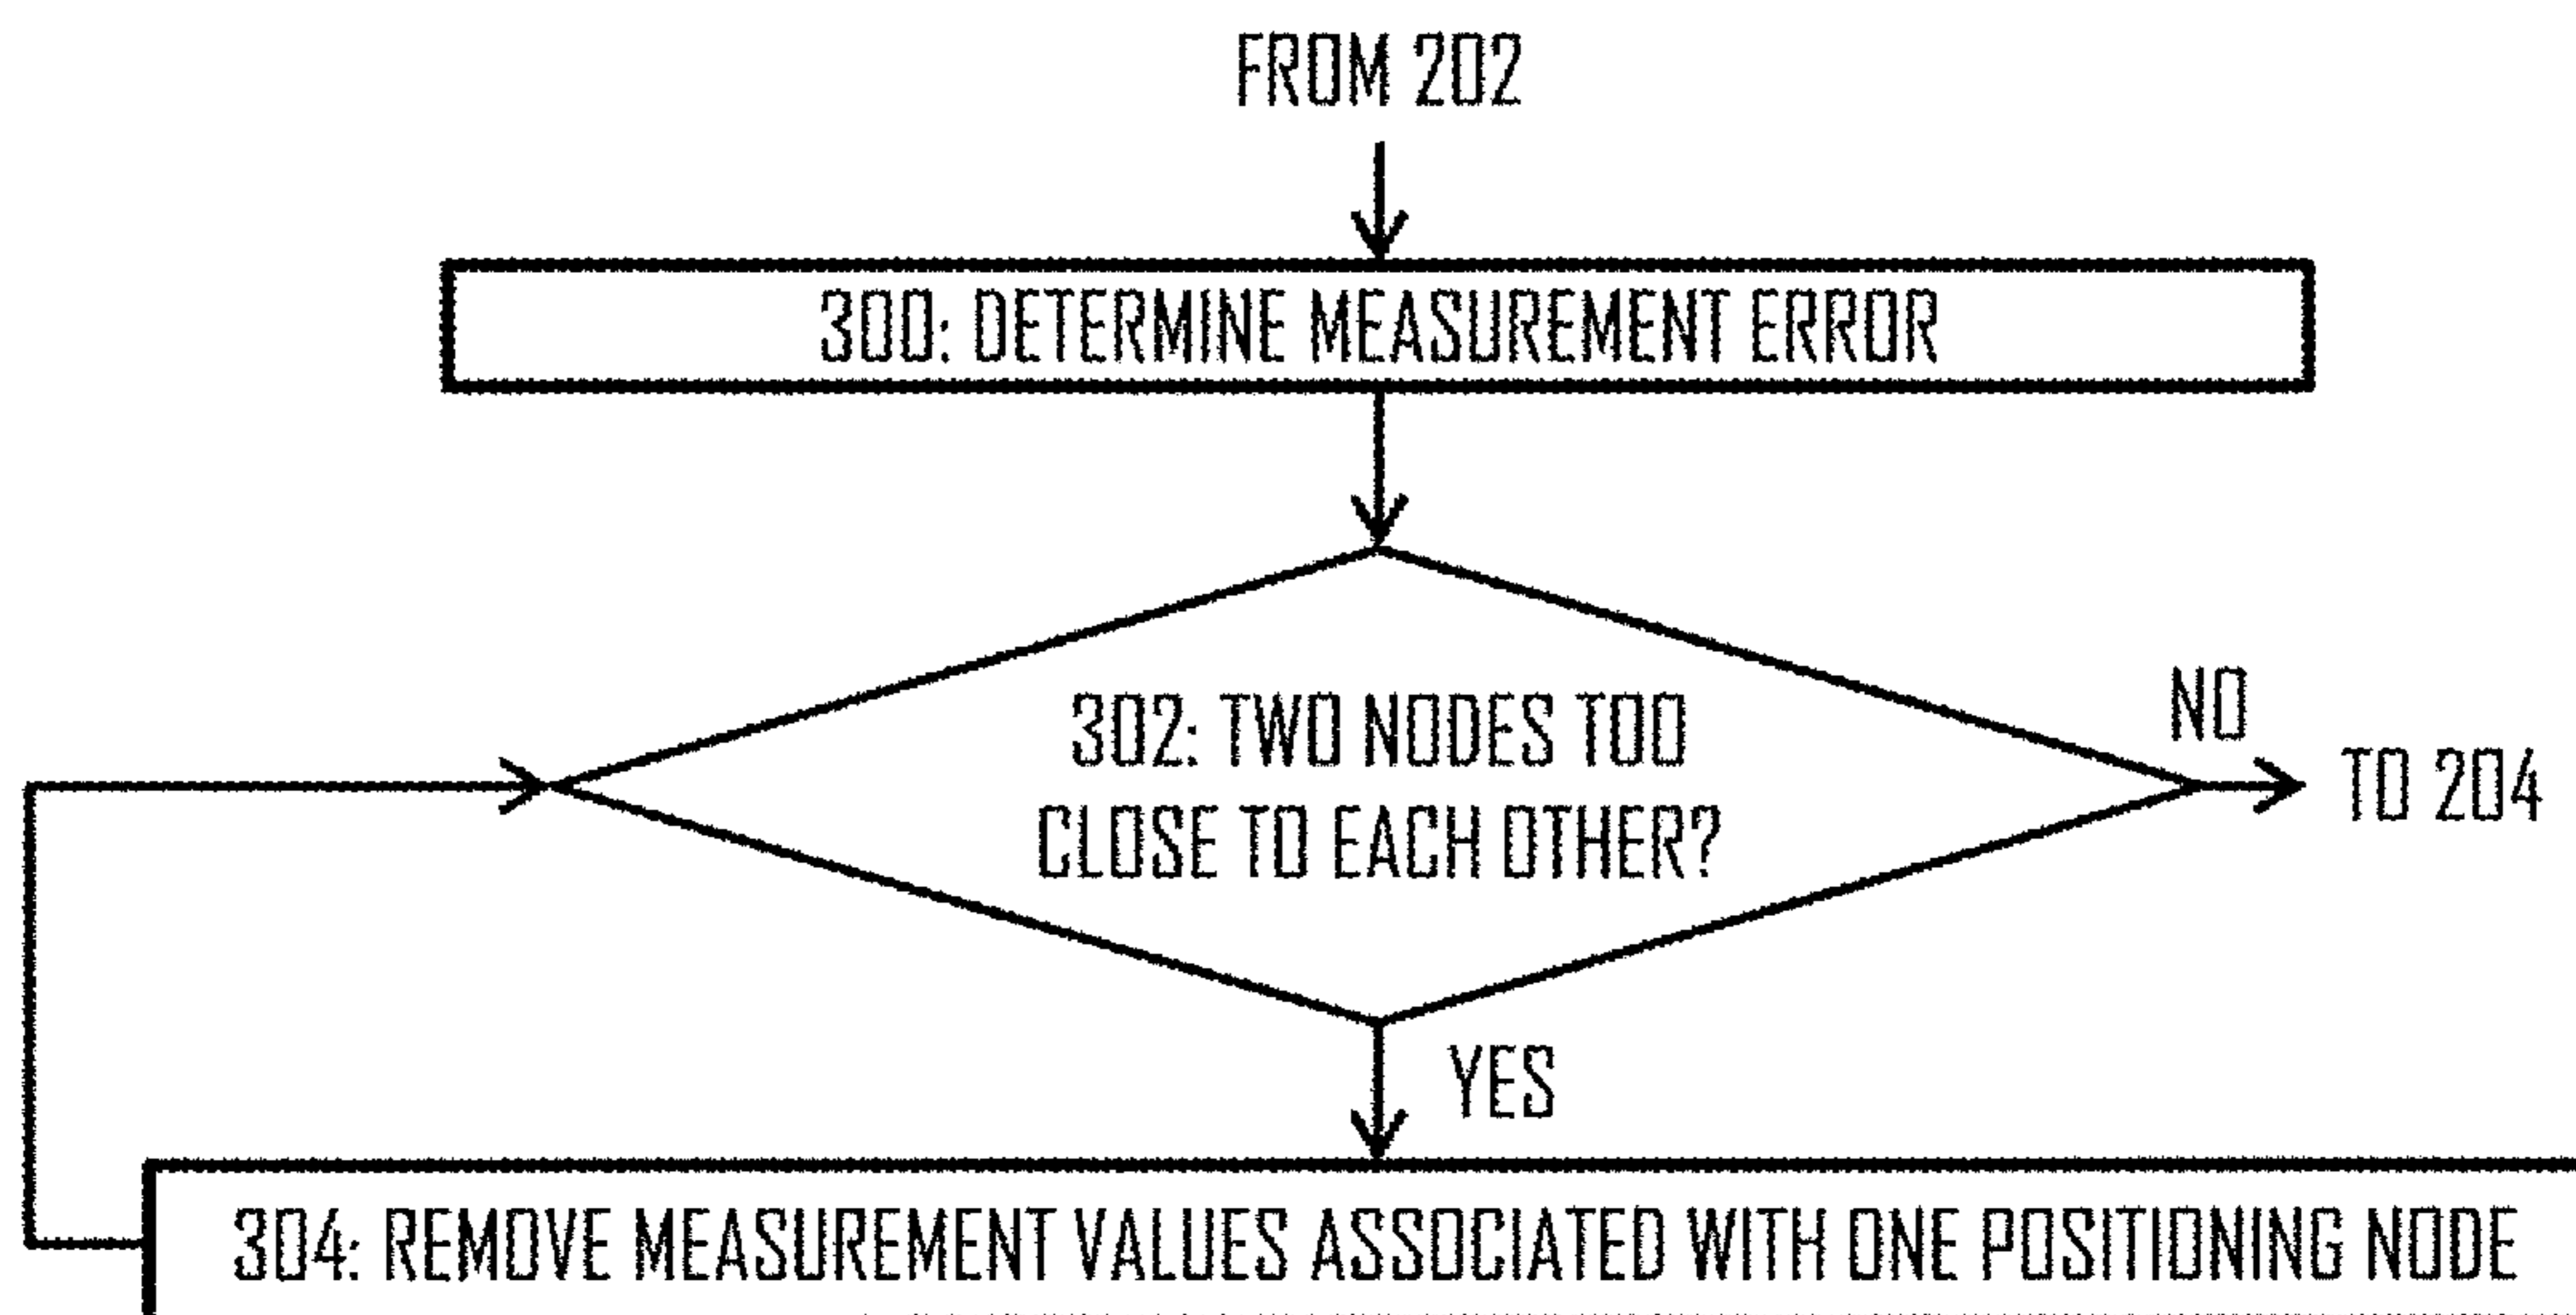 FROM 202
300: DETERMINE MEASUREMENT ERROR
302: TWO NODES TOO
CLOSE TO EACH OTHER?
NO
TO 204
YES
304: REMOVE MEASUREMENT VALUES ASSOCIATED WITH ONE POSITIONING NODE